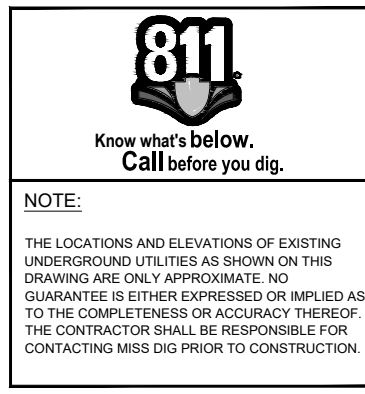 811
Know what's below.
Call before you dig.
NOTE:
THE LOCATIONS AND ELEVATIONS OF EXISTING
UNDERGROUND UTILITIES AS SHOWN ON THIS
DRAWING ARE ONLY APPROXIMATE. NO
GUARANTEE IS EITHER EXPRESSED OR IMPLIED AS
TO THE COMPLETENESS OR ACCURACY THEREOF.
THE CONTRACTOR SHALL BE RESPONSIBLE FOR
CONTACTING MISS DIG PRIOR TO CONSTRUCTION.